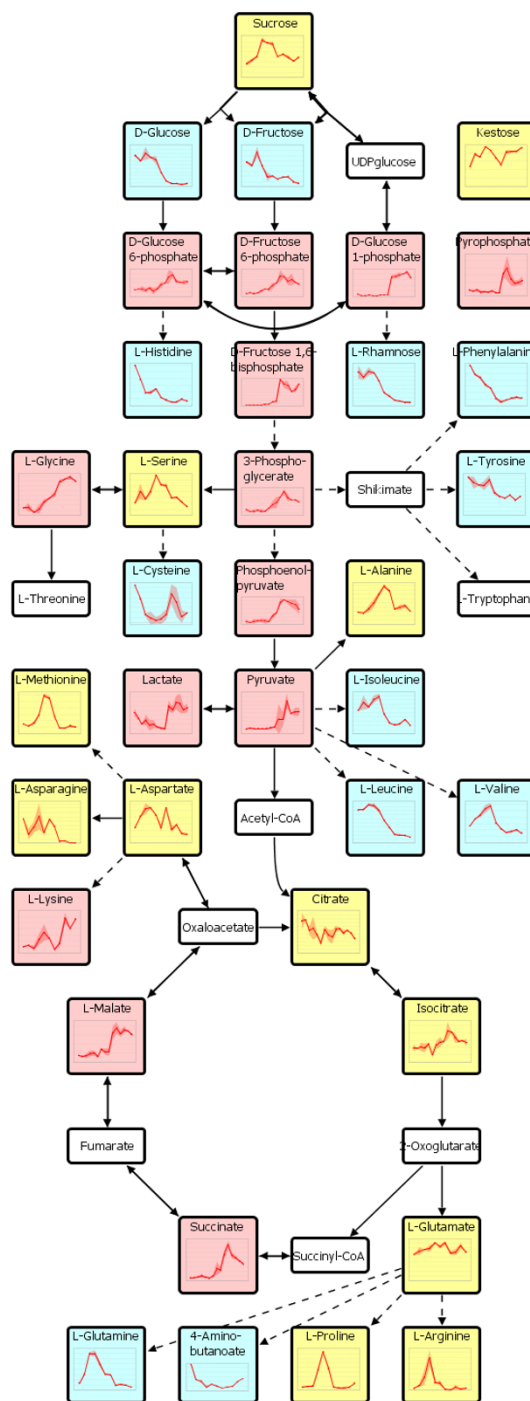 Sucrose
D-Glucose
D-Fructose
UDPglucose
Kestose
D-Glucose
6-phosphate
D-Fructose
6-phosphate
D-Glucose
1-phosphate
Pyrophosphat
L-Histidine
D-Fructose 1,6-
bisphosphate
L-Rhamnose
L-Phenylalanin
L-Glycine
L-Serine
3-Phospho-
glycerate
Shikimate
L-Tyrosine
L-Threonine
L-Cysteine
Phosphoenol-
pyruvate
L-Alanine
L-Tryptophan
L-Methionine
Lactate
Pyruvate
L-Isoleucine
L-Asparagine
L-Aspartate
Acetyl-CoA
L-Leucine
L-Valine
L-Lysine
Oxaloacetate
Citrate
L-Malate
Isocitrate
Fumarate
2-Oxoglutarate
Succinate
Succinyl-CoA
L-Glutamate
L-Glutamine
4-Amino-
butanoate
L-Proline
L-Arginine